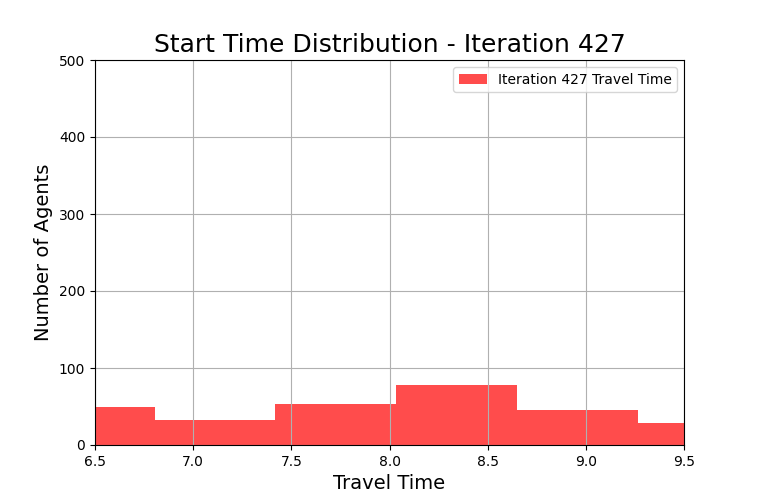 Start Time Distribution - Iteration 427
500
Iteration 427 Travel Time
400
300
200
100
0
Number of Agents
6.5 7.0 7.5 8.0 8.5 9.0 9.5
Travel Time